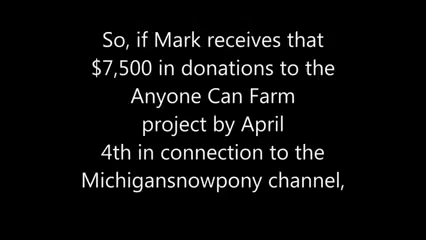 So, if Mark receives that
$7,500 in donations to the
Anyone Can Farm
project by April
4th in connection to the
Michigansnowpony channel,